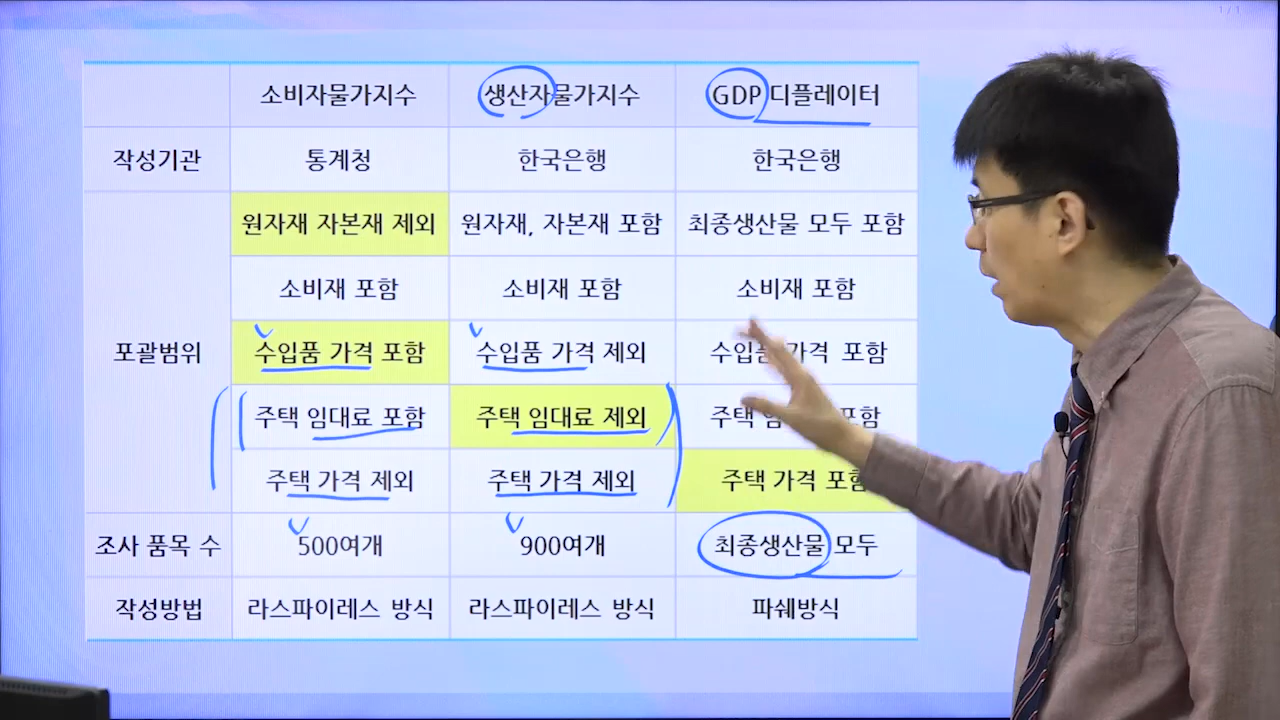 1 / 1
소비자물가지수 생산자물가지수 GDP 디플레이터
작성기관 통계청 한국은행 한국은행
원자재 자본재 제외 원자재, 자본재 포함 최종생산물 모두 포함
소비재 포함 소비재 포함 소비재 포함
포괄범위 수입품 가격 포함 수입품 가격 제외 수입품 가격 포함
주택 임대료 포함 주택 임대료 제외 주택 포함
주택 가격 제외 주택 가격 제외 주택 가격 포함
조사 품목 수 500여개 900여개 최종생산물 모두
작성방법 라스파이레스 방식 라스파이레스 방식 파쉐방식